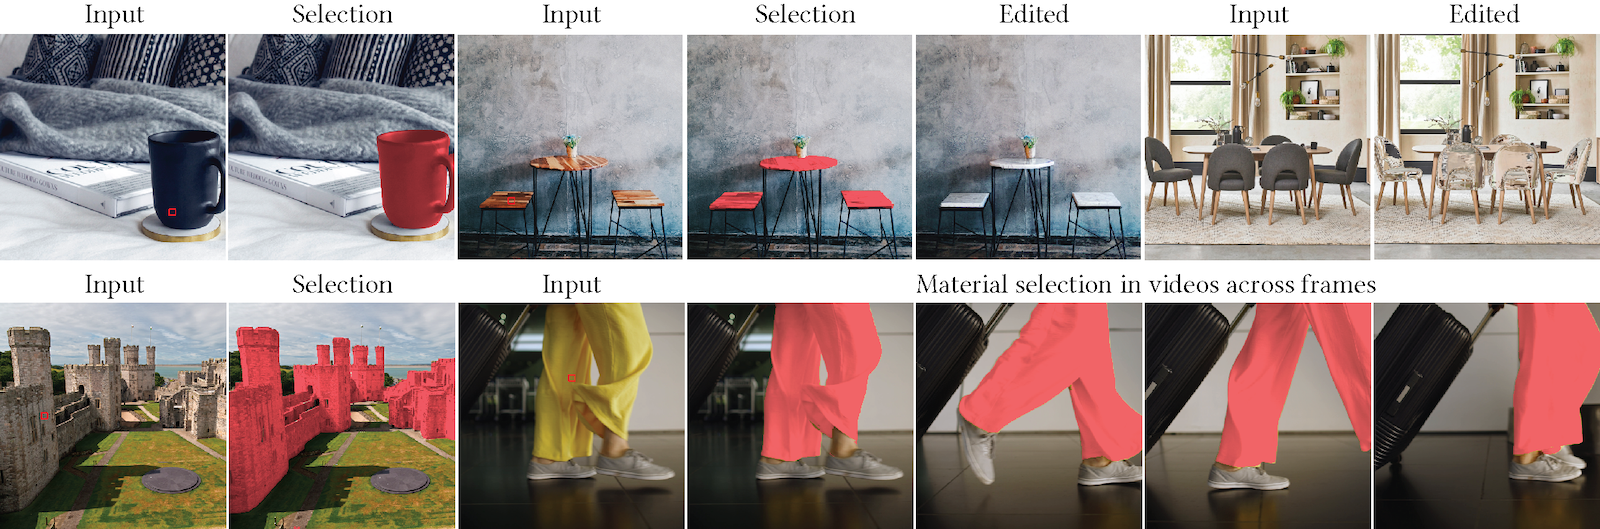 Input
Selection
Input
Selection
Edited
Input
Edited
Input
Selection
Input
Material selection in videos across frames